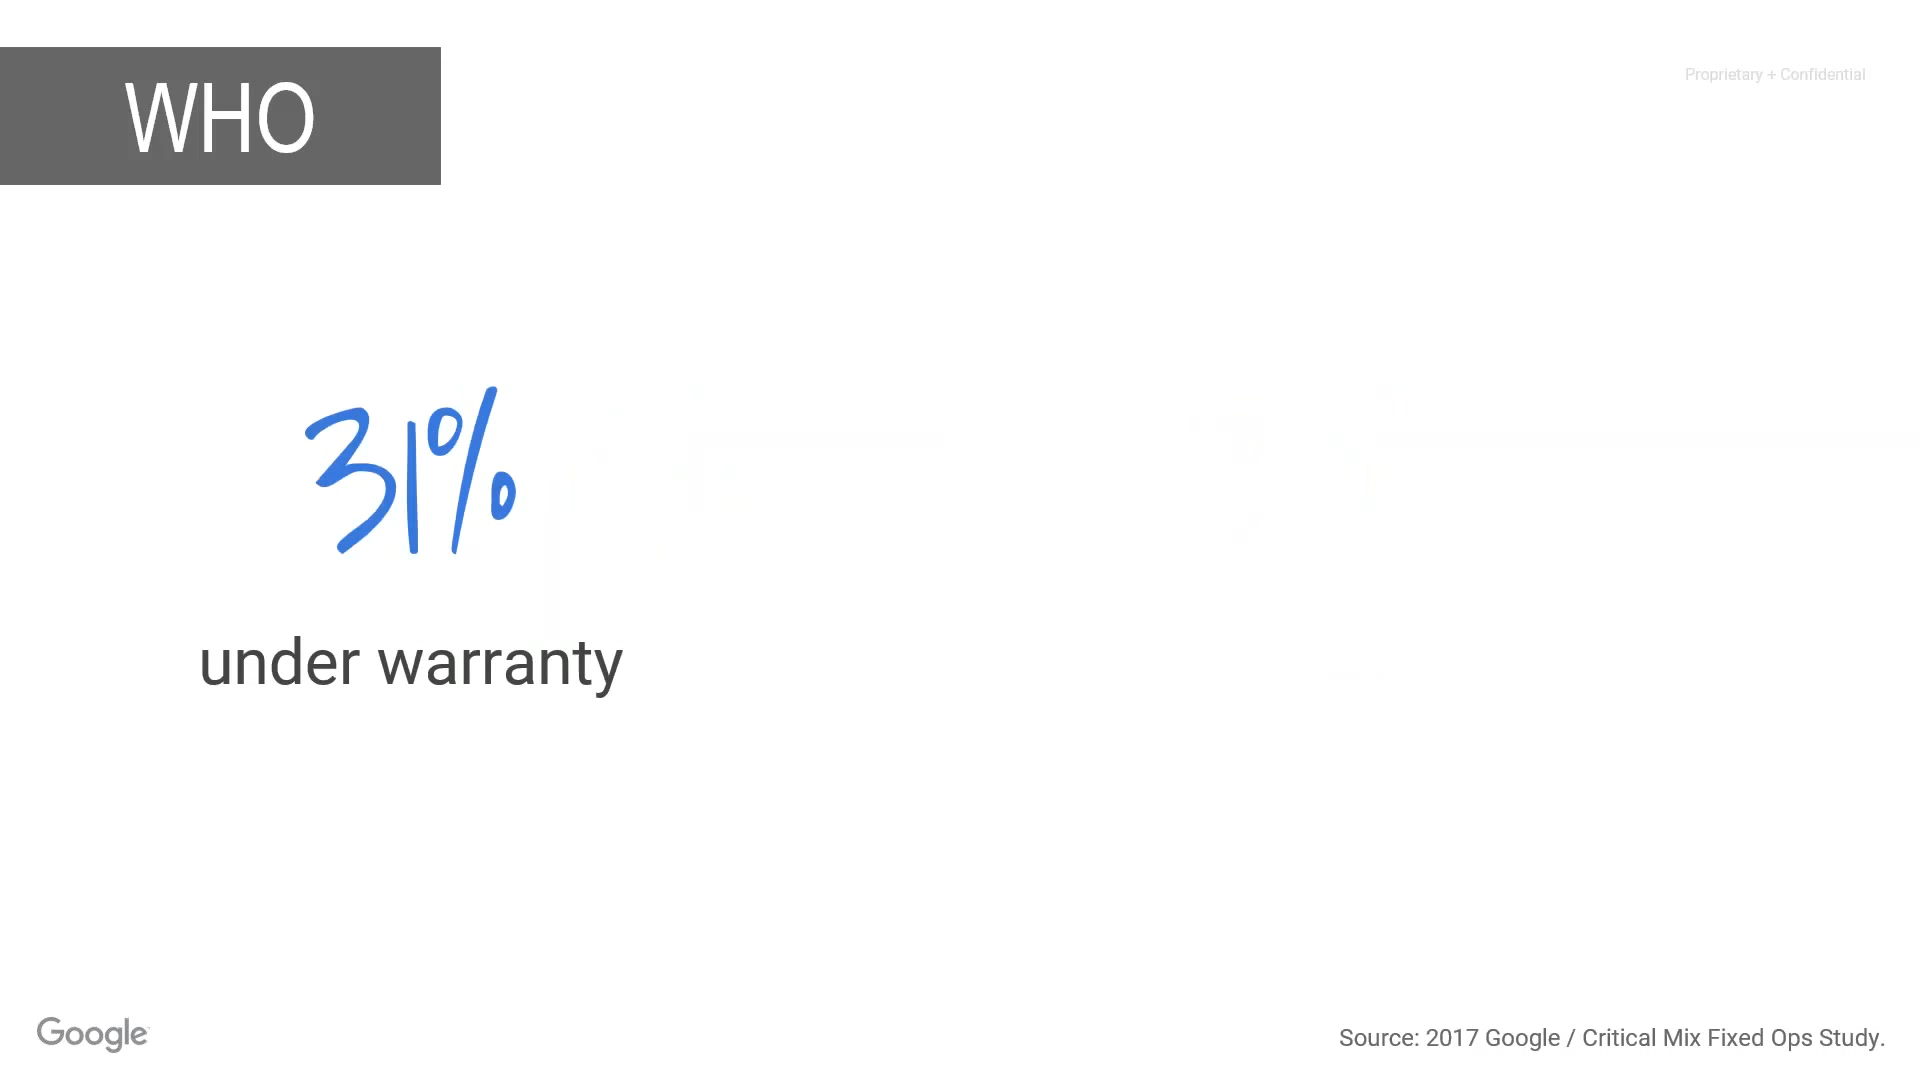 WHO
Proprietary + Confidential
31%
under warranty
Google
Source: 2017 Google / Critical Mix Fixed Ops Study.